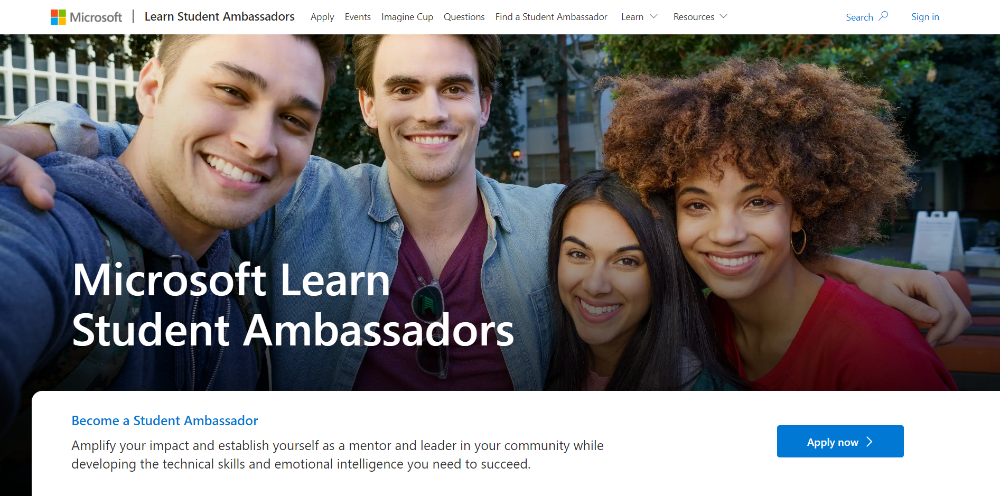 Microsoft | Learn Student Ambassadors Apply Events Imagine Cup Questions Find a Student Ambassador Learn Resources Search Sign in
Microsoft Learn
Student Ambassadors
Become a Student Ambassador
Amplify your impact and establish yourself as a mentor and leader in your community while
developing the technical skills and emotional intelligence you need to succeed.
Apply now